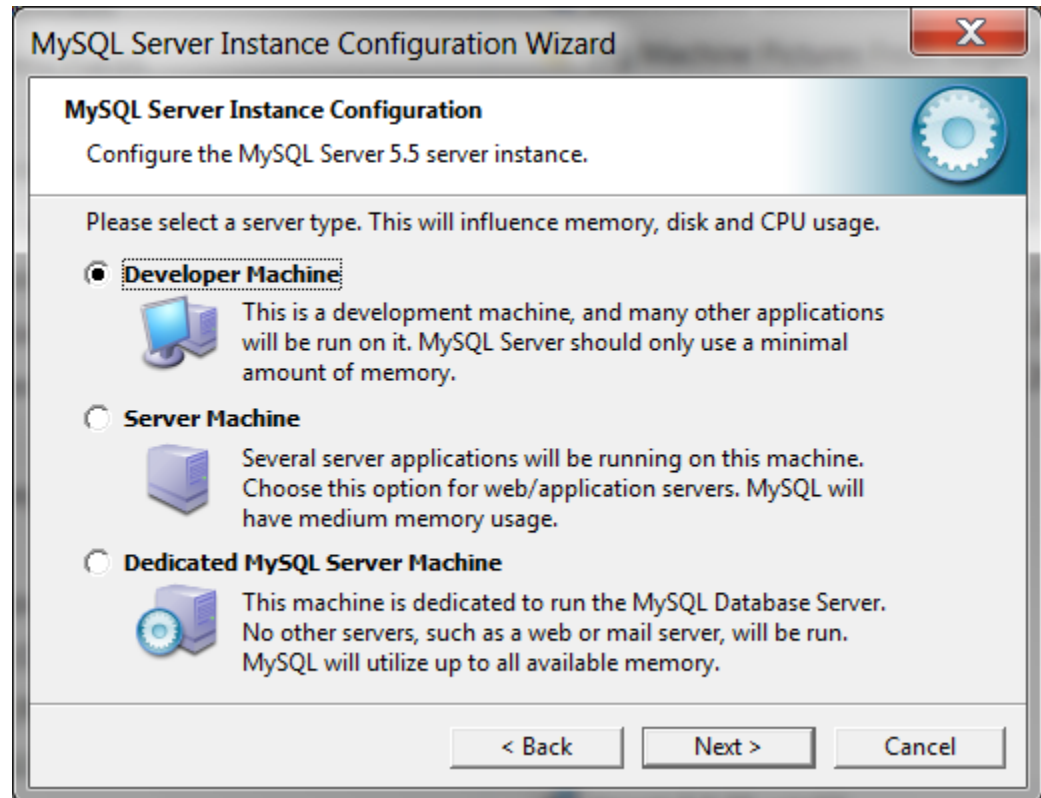 MySQL Server Instance Configuration Wizard
MySQL Server Instance Configuration
Configure the MySQL Server 5.5 server instance.
Please select a server type. This will influence memory, disk and CPU usage.
Developer Machine
This is a development machine, and many other applications
will be run on it. MySQL Server should only use a minimal
amount of memory.
Server Machine
Several server applications will be running on this machine.
Choose this option for web/application servers. MySQL will
have medium memory usage.
Dedicated MySQL Server Machine
This machine is dedicated to run the MySQL Database Server.
No other servers, such as a web or mail server, will be run.
MySQL will utilize up to all available memory.
< Back Next > Cancel